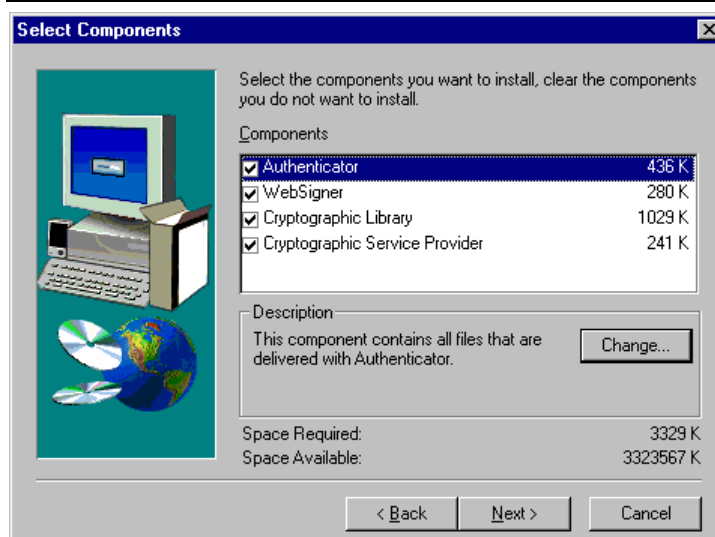 Select Components
Select the components you want to install, clear the components
you do not want to install.
Components
Authenticator 436 K
WebSigner 280 K
Cryptographic Library 1029 K
Cryptographic Service Provider 241 K
Description
This component contains all files that are
delivered with Authenticator.
Change...
Space Required: 3329 K
Space Available: 3323567 K
< Back Next > Cancel